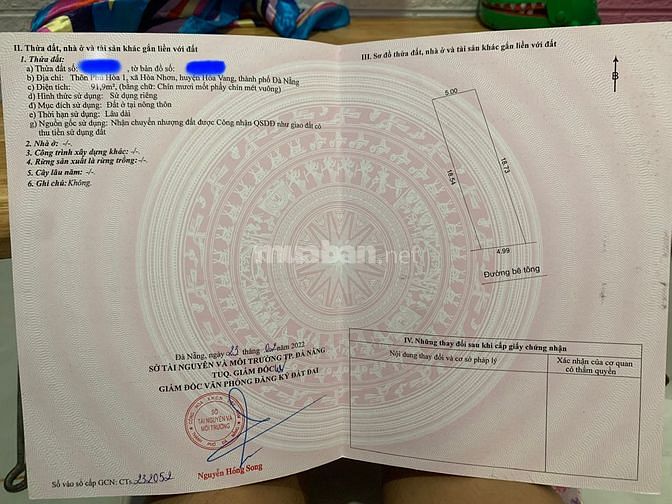 II. Thửa đất, nhà ở và tài sản khác gắn liền với đất
1. Thửa đất:
a) Thửa đất số: , tờ bản đồ số:
b) Địa chỉ: Thôn Phú Hòa 1, xã Hòa Nhơn, huyện Hòa Vang, thành phố Đà Nẵng
c) Diện tích: 91,9m², (bằng chữ: Chín mươi mốt phẩy chín mét vuông)
d) Hình thức sử dụng: Sử dụng riêng
đ) Mục đích sử dụng: Đất ở tại nông thôn
e) Thời hạn sử dụng: Lâu dài
g) Nguồn gốc sử dụng: Nhận chuyển nhượng đất được Công nhận QSDĐ như giao đất có
thu tiền sử dụng đất
2. Nhà ở: -/-
3. Công trình xây dựng khác: -/-
4. Rừng sản xuất là rừng trồng: -/-
5. Cây lâu năm: -/-
6. Ghi chú: Không.
Đà Nẵng, ngày 23 tháng 02 năm 2022
SỞ TÀI NGUYÊN VÀ MÔI TRƯỜNG TP. ĐÀ NẴNG
TUQ. GIÁM ĐỐC
GIÁM ĐỐC VĂN PHÒNG ĐĂNG KÝ ĐẤT ĐAI
SỞ
TÀI NGUYÊN
VÀ MÔI TRƯỜNG
Nguyễn Hồng Song
Số vào sổ cấp GCN: CTs 232052
III. Sơ đồ thửa đất, nhà ở và tài sản khác gắn liền với đất
B
5.00
18.54
18.73
4.99
Đường bê tông
IV. Những thay đổi sau khi cấp giấy chứng nhận
Nội dung thay đổi và cơ sở pháp lý
Xác nhận của cơ quan
có thẩm quyền
muaban.net